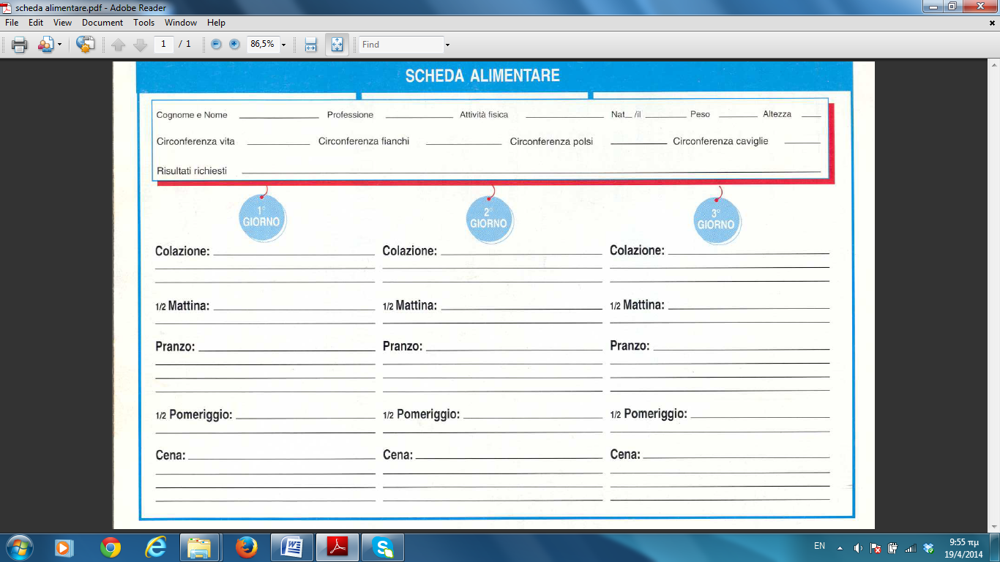 scheda alimentare.pdf - Adobe Reader
File Edit View Document Tools Window Help
1 / 1 86,5% Find
SCHEDA ALIMENTARE
Cognome e Nome Professione Attività fisica Nat__ /il Peso Altezza
Circonferenza vita Circonferenza fianchi Circonferenza polsi Circonferenza caviglie
Risultati richiesti
1° GIORNO
2° GIORNO
3° GIORNO
Colazione: Colazione: Colazione:
1/2 Mattina: 1/2 Mattina: 1/2 Mattina:
Pranzo: Pranzo: Pranzo:
1/2 Pomeriggio: 1/2 Pomeriggio: 1/2 Pomeriggio:
Cena: Cena: Cena:
EN 9:55 πμ
19/4/2014